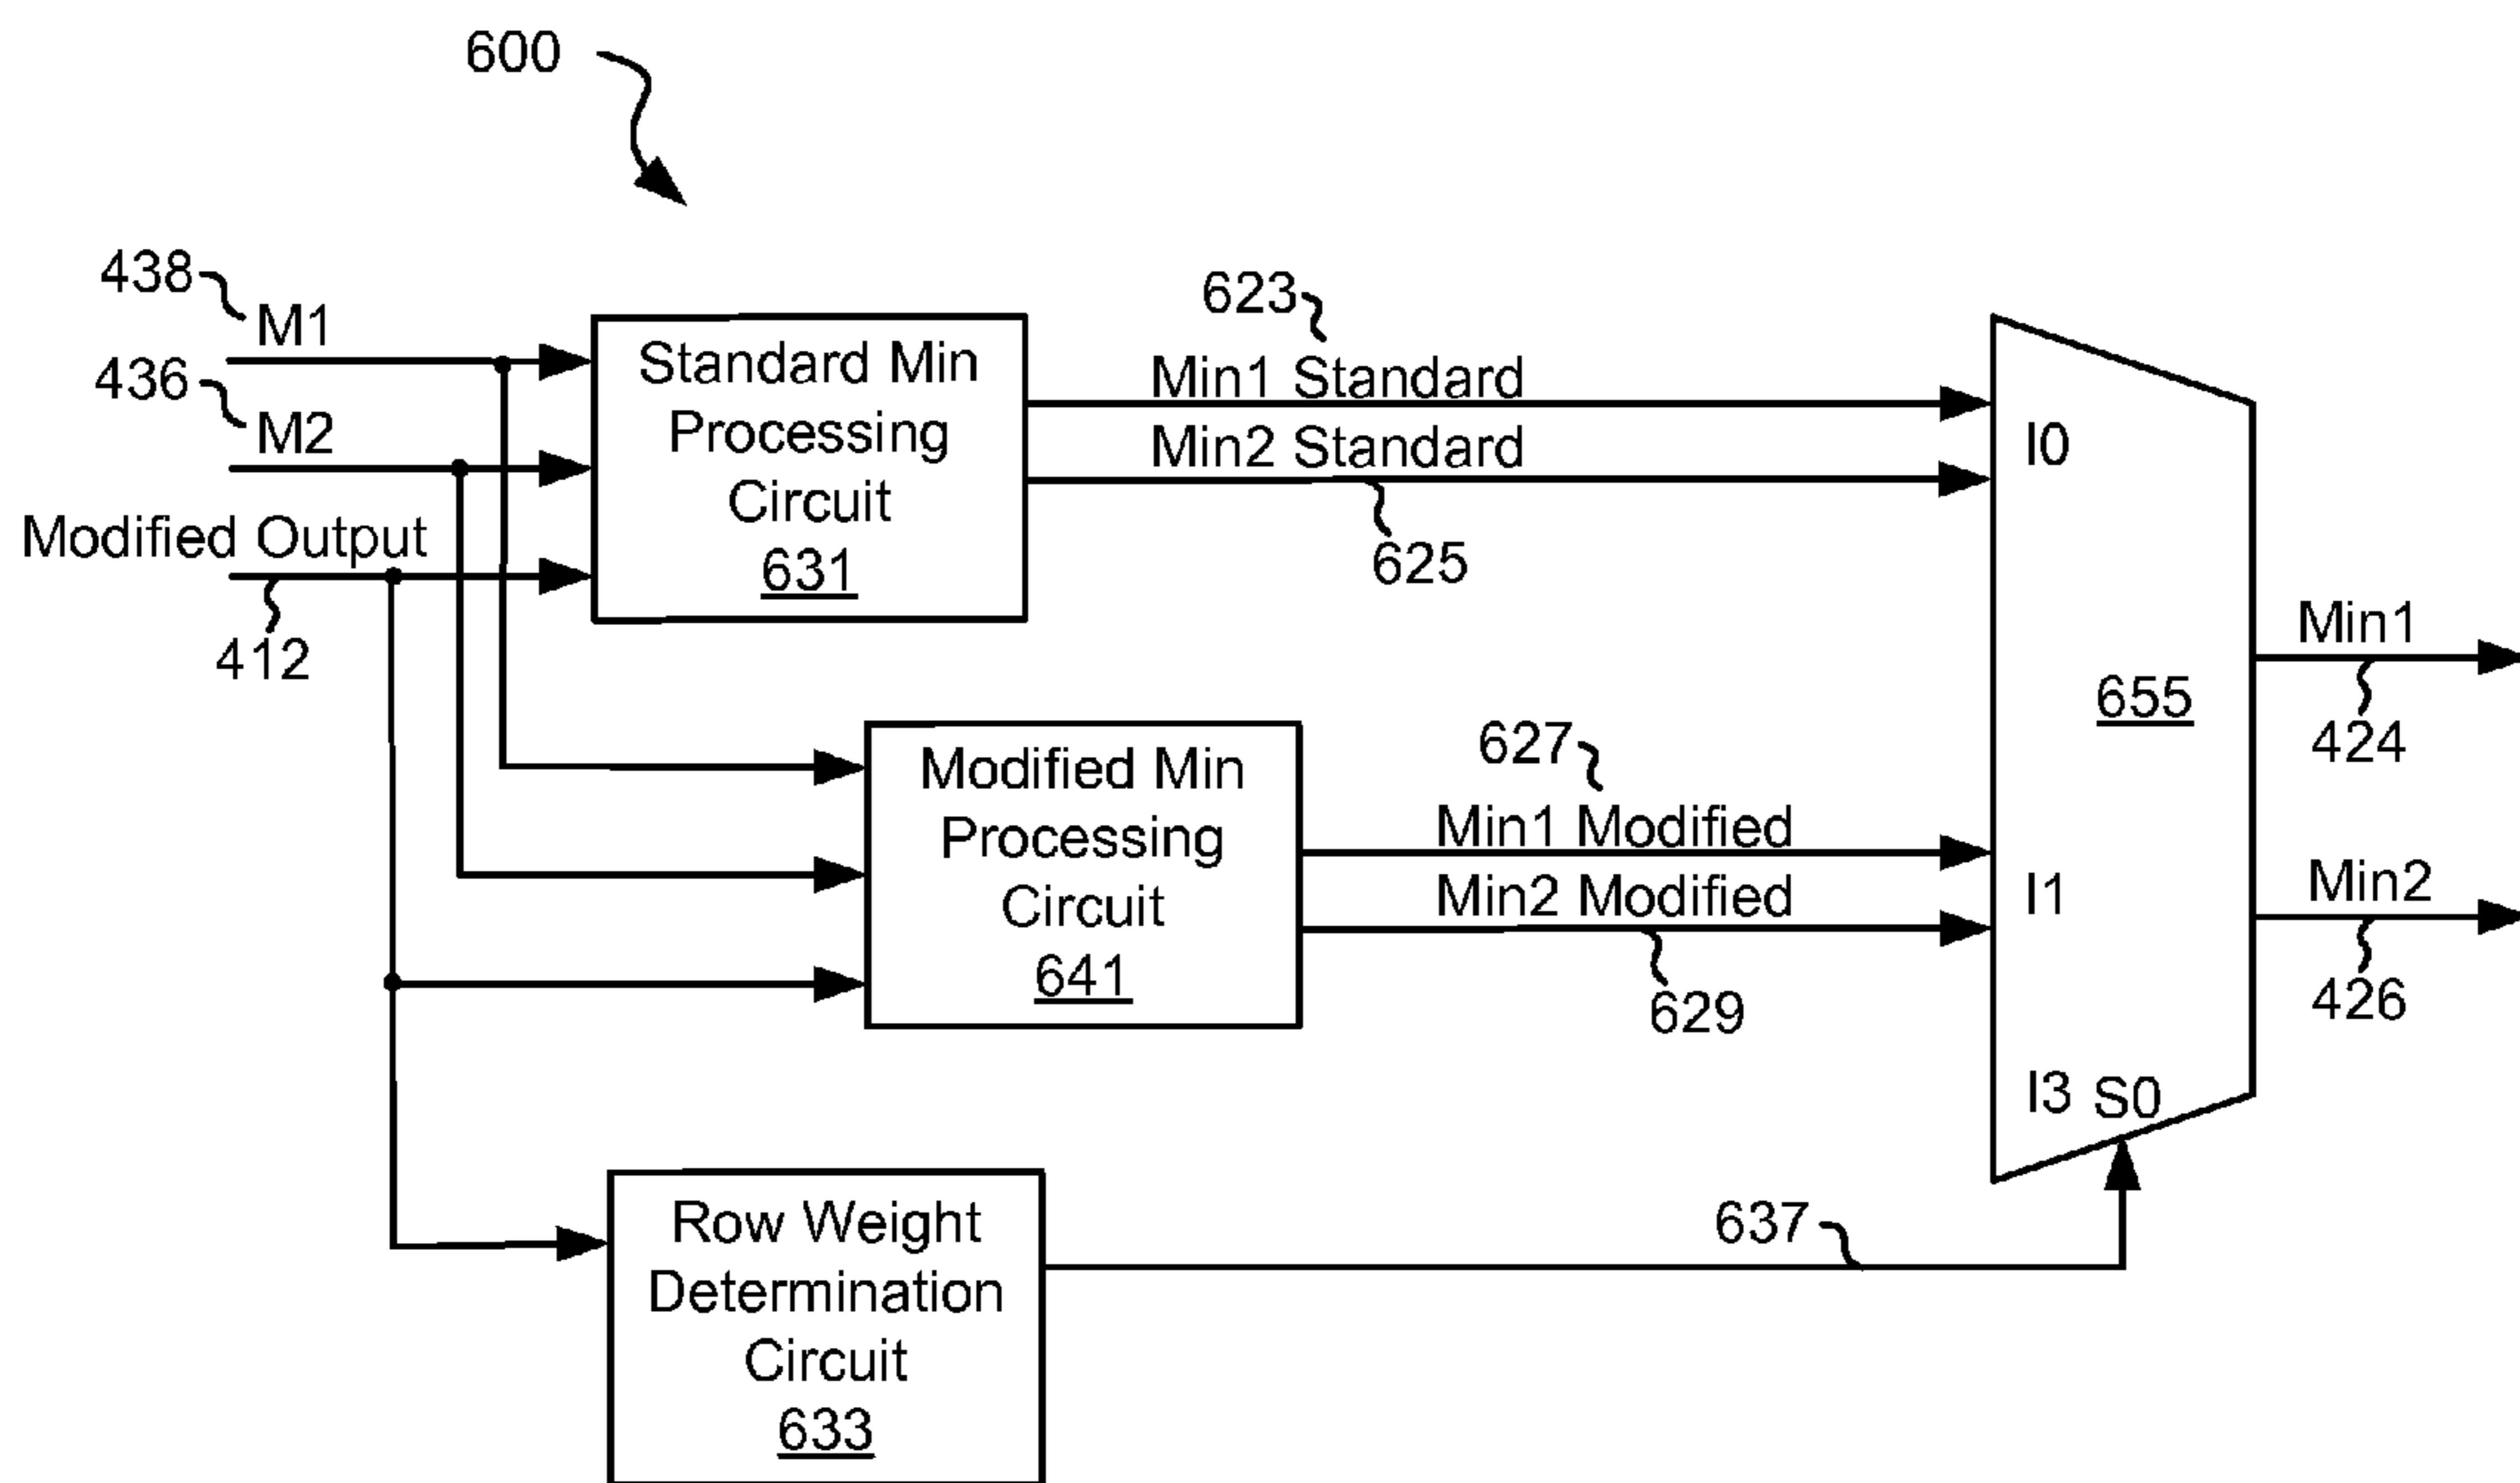 600
438
M1
436
M2
Modified Output
412
Standard Min
Processing
Circuit
631
623
Min1 Standard
Min2 Standard
625
I0
Modified Min
Processing
Circuit
641
627
Min1 Modified
Min2 Modified
629
I1
655
Min1
424
Min2
426
I3 S0
Row Weight
Determination
Circuit
633
637